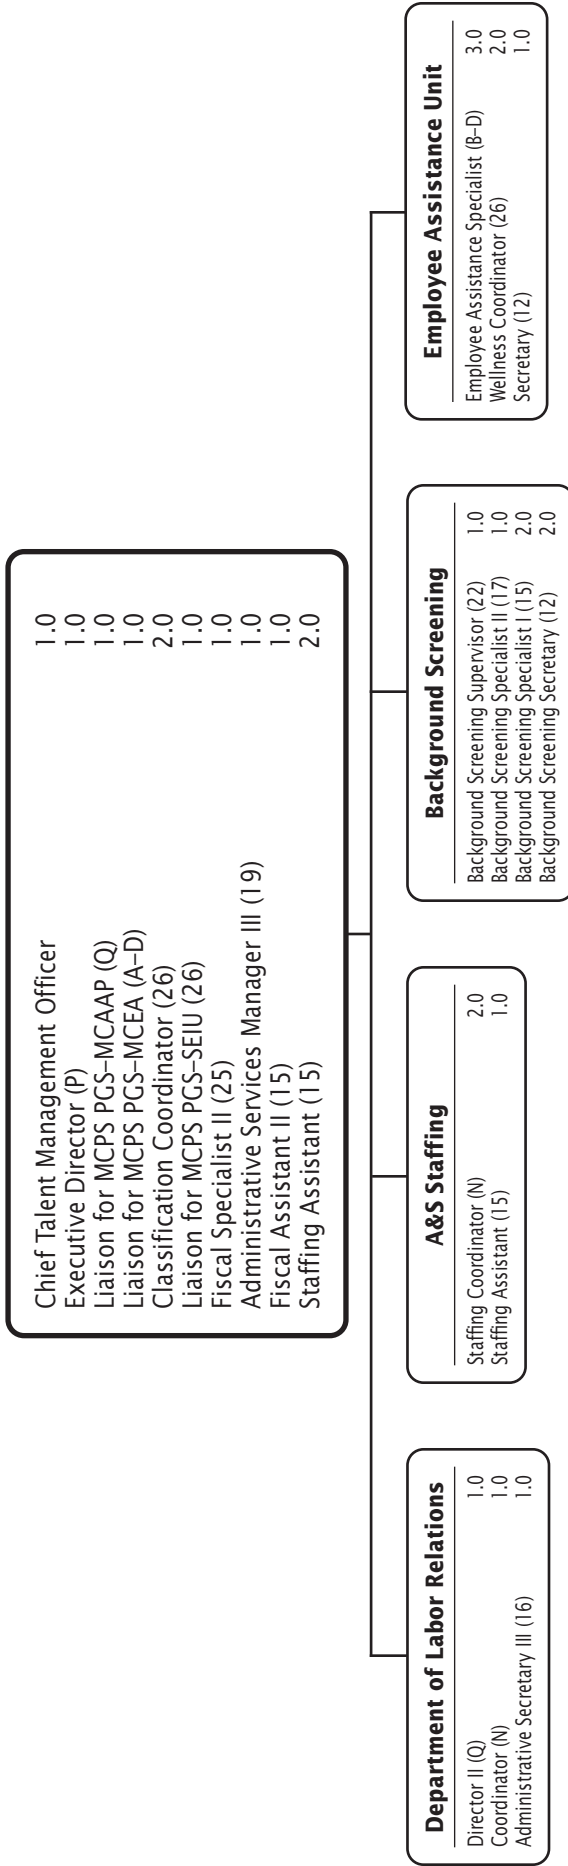 Chief Talent Management Officer 1.0
Executive Director (P) 1.0
Liaison for MCPS PGS–MCAAP (Q) 1.0
Liaison for MCPS PGS–MCEA (A–D) 1.0
Classification Coordinator (26) 2.0
Liaison for MCPS PGS–SEIU (26) 1.0
Fiscal Specialist II (25) 1.0
Administrative Services Manager III (19) 1.0
Fiscal Assistant II (15) 1.0
Staffing Assistant (15) 2.0
Department of Labor Relations
Director II (Q) 1.0
Coordinator (N) 1.0
Administrative Secretary III (16) 1.0
A&S Staffing
Staffing Coordinator (N) 2.0
Staffing Assistant (15) 1.0
Background Screening
Background Screening Supervisor (22) 1.0
Background Screening Specialist II (17) 1.0
Background Screening Specialist I (15) 2.0
Background Screening Secretary (12) 2.0
Employee Assistance Unit
Employee Assistance Specialist (B–D) 3.0
Wellness Coordinator (26) 2.0
Secretary (12) 1.0